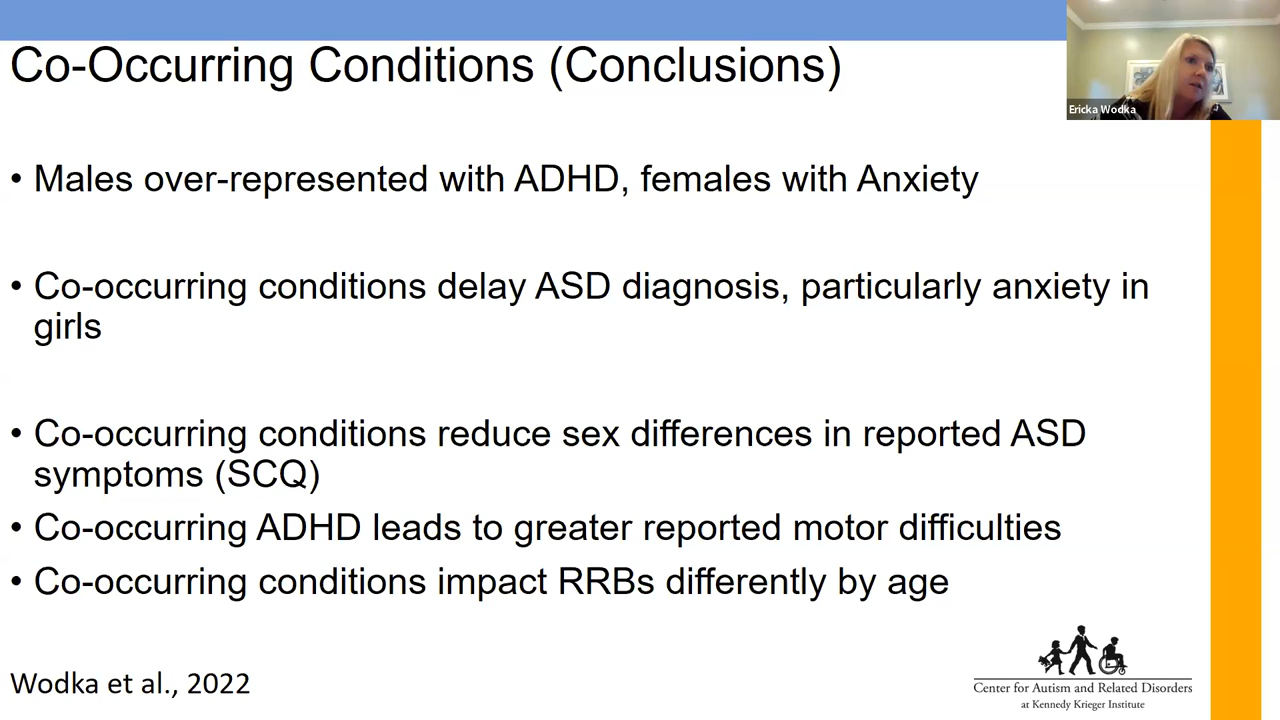 Co-Occurring Conditions (Conclusions)
Ericka Wodka
• Males over-represented with ADHD, females with Anxiety
• Co-occurring conditions delay ASD diagnosis, particularly anxiety in
girls
• Co-occurring conditions reduce sex differences in reported ASD
symptoms (SCQ)
• Co-occurring ADHD leads to greater reported motor difficulties
• Co-occurring conditions impact RRBs differently by age
Wodka et al., 2022
Center for Autism and Related Disorders
at Kennedy Krieger Institute